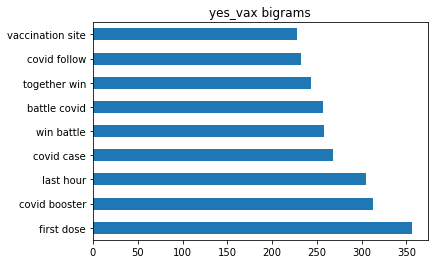 yes_vax bigrams
vaccination site
covid follow
together win
battle covid
win battle
covid case
last hour
covid booster
first dose
0 50 100 150 200 250 300 350